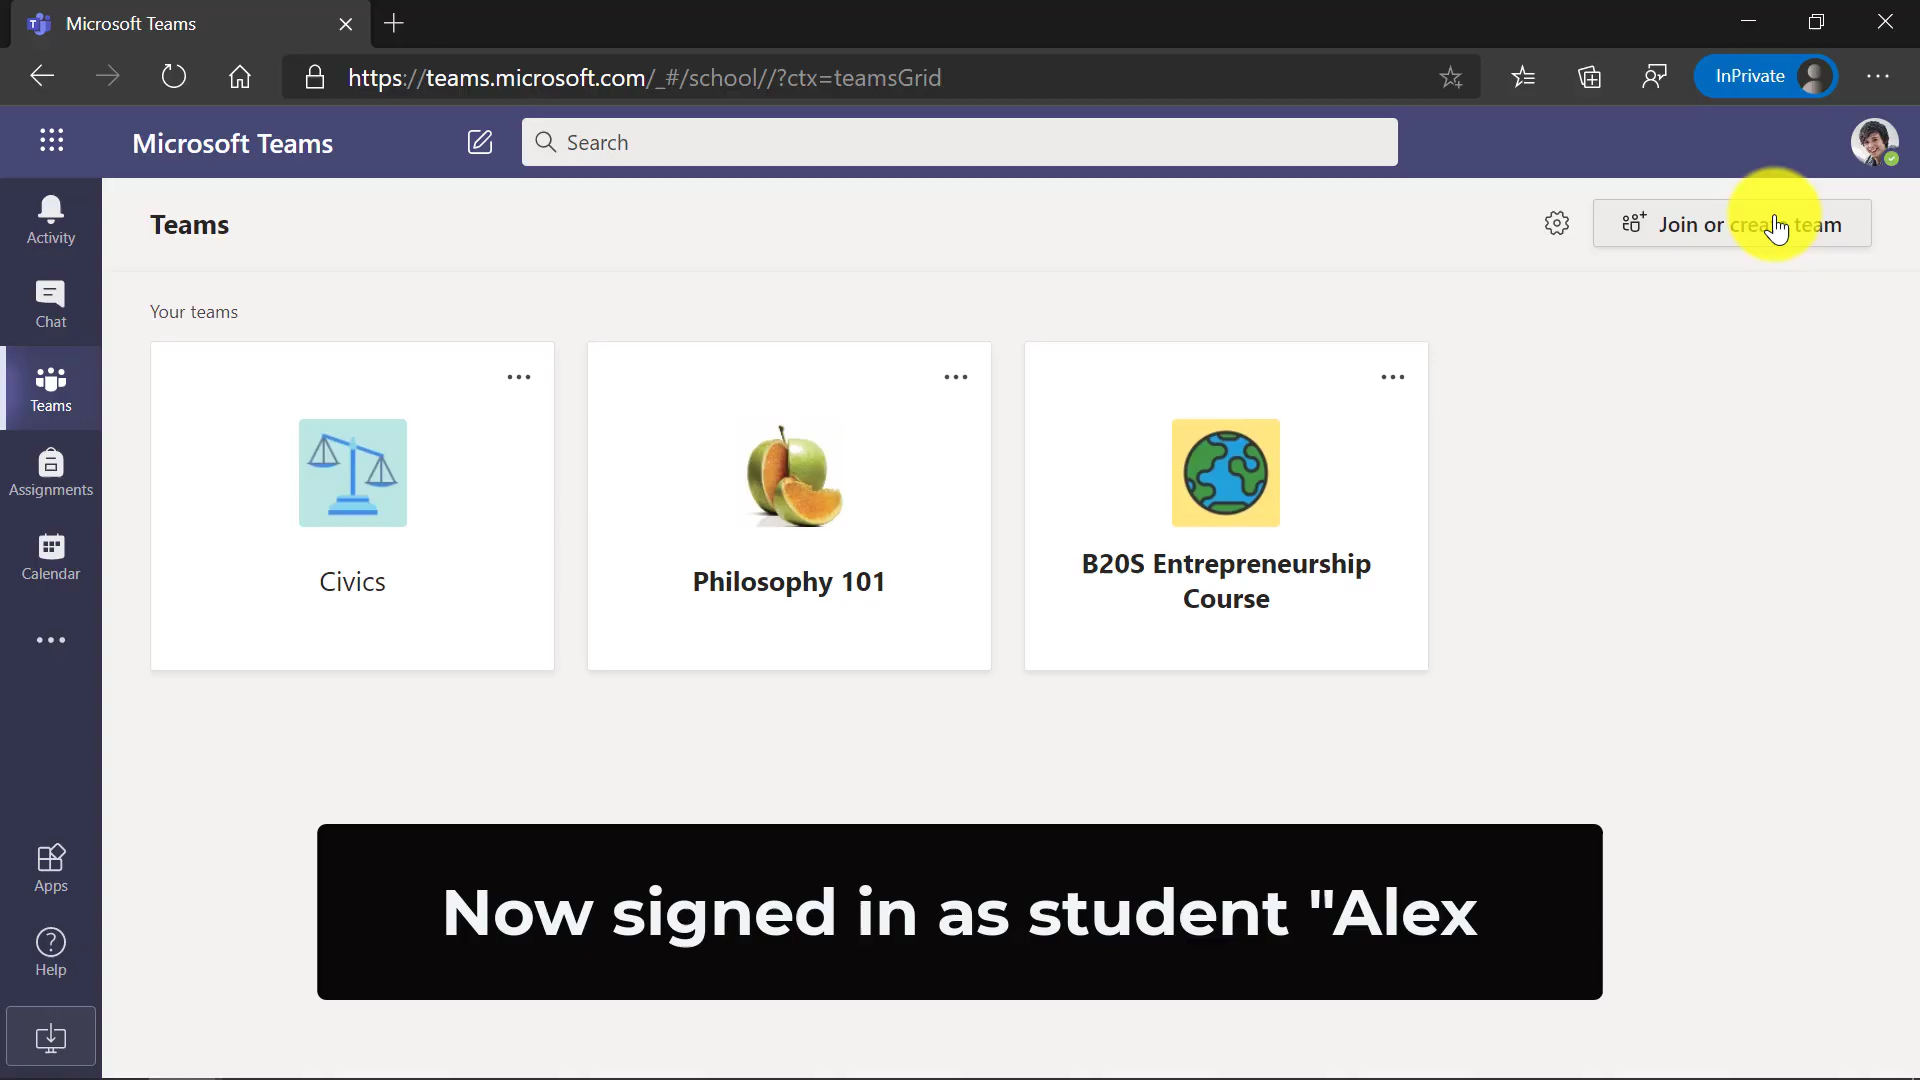 Microsoft Teams
https://teams.microsoft.com/_#/school//?ctx=teamsGrid
InPrivate
Microsoft Teams
Search
Activity
Chat
Teams
Assignments
Calendar
Apps
Help
Teams
Join or create team
Your teams
Civics
Philosophy 101
B20S Entrepreneurship
Course
Now signed in as student "Alex